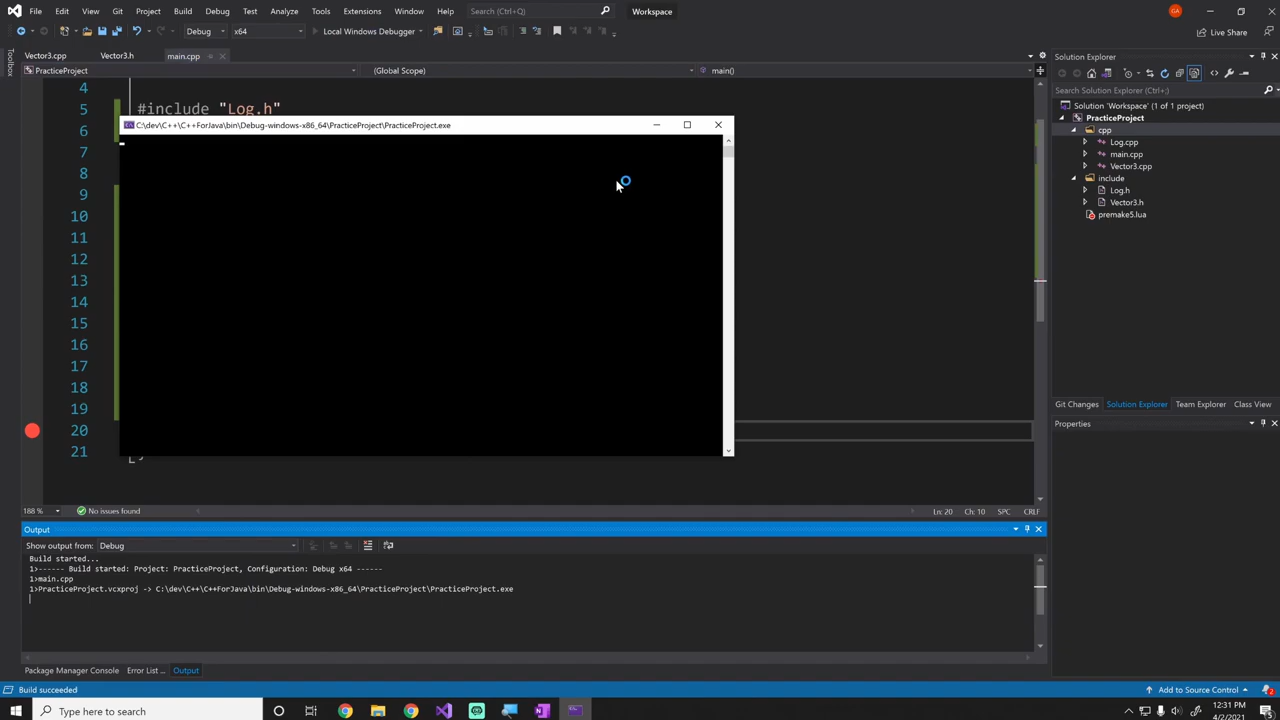 File Edit View Git Project Build Debug Test Analyze Tools Extensions Window Help Search (Ctrl+Q) Workspace GA
Debug x64 Local Windows Debugger Live Share
Toolbox
Vector3.cpp Vector3.h main.cpp
PracticeProject (Global Scope) main()
4
5 #include "Log.h"
6
7
8
9
10
11
12
13
14
15
16
17
18
19
20
21 }
C:\dev\C++\C++ForJava\bin\Debug-windows-x86_64\PracticeProject\PracticeProject.exe
188 % No issues found Ln: 20 Ch: 10 SPC CRLF
Output
Show output from: Debug
Build started...
1>------ Build started: Project: PracticeProject, Configuration: Debug x64 ------
1>main.cpp
1>PracticeProject.vcxproj -> C:\dev\C++\C++ForJava\bin\Debug-windows-x86_64\PracticeProject\PracticeProject.exe
Package Manager Console Error List ... Output
Solution Explorer
Search Solution Explorer (Ctrl+;)
Solution 'Workspace' (1 of 1 project)
PracticeProject
cpp
Log.cpp
main.cpp
Vector3.cpp
include
Log.h
Vector3.h
premake5.lua
Git Changes Solution Explorer Team Explorer Class View
Properties
Build succeeded Add to Source Control 2
Type here to search
12:31 PM
4/2/2021